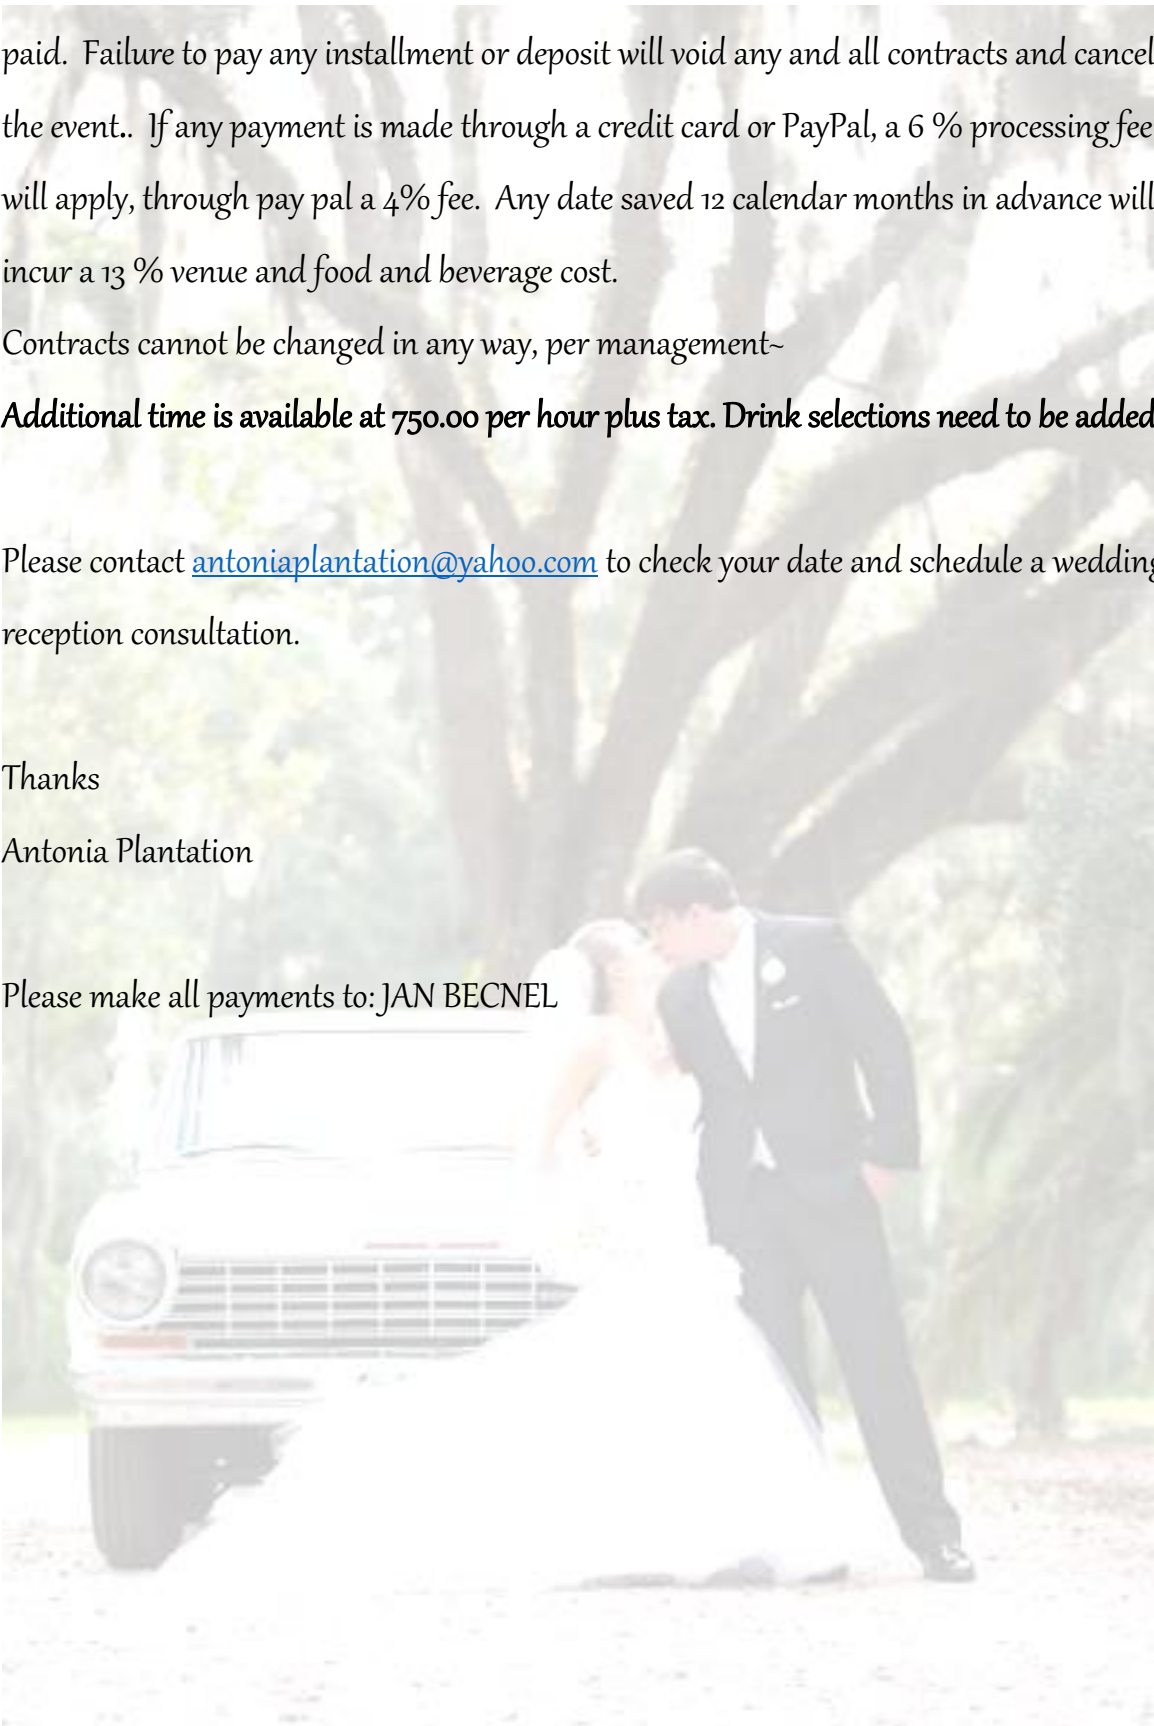 paid. Failure to pay any installment or deposit will void any and all contracts and cancel
the event.. If any payment is made through a credit card or PayPal, a 6 % processing fee
will apply, through pay pal a 4% fee. Any date saved 12 calendar months in advance will
incur a 13 % venue and food and beverage cost.
Contracts cannot be changed in any way, per management~
Additional time is available at 750.00 per hour plus tax. Drink selections need to be added
Please contact antoniaplantation@yahoo.com to check your date and schedule a wedding
reception consultation.
Thanks
Antonia Plantation
Please make all payments to: JAN BECNEL